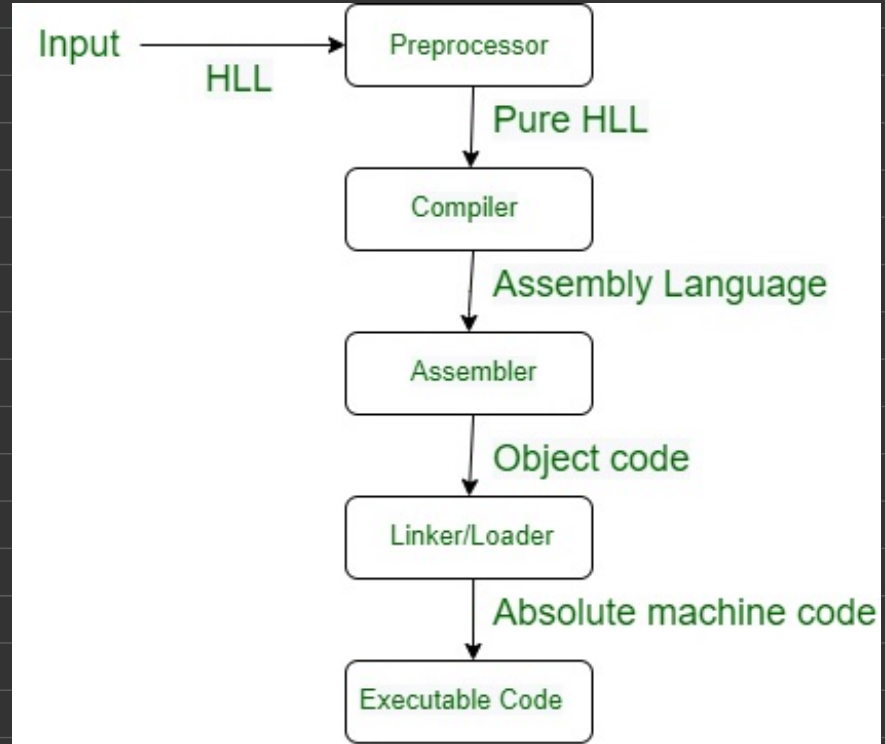 Input
HLL
Preprocessor
Pure HLL
Compiler
Assembly Language
Assembler
Object code
Linker/Loader
Absolute machine code
Executable Code